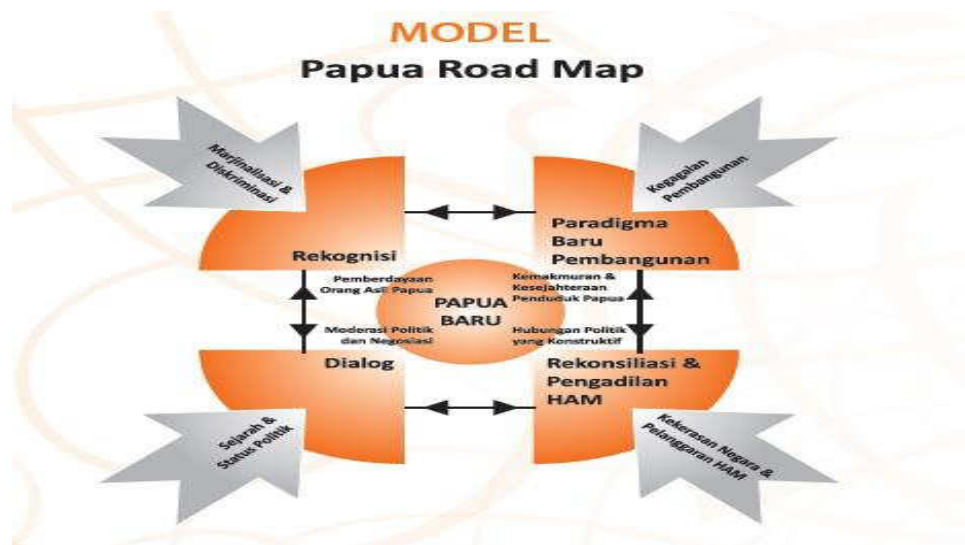 MODEL
Papua Road Map
Marjinalisasi &
Diskriminasi
Kegagalan
Pembangunan
Rekognisi
Paradigma
Baru
Pembangunan
Pemberdayaan
Orang Asli Papua
Kemakmuran &
Kesejahteraan
Penduduk Papua
PAPUA
BARU
Moderasi Politik
dan Negosiasi
Hubungan Politik
yang Konstruktif
Dialog
Rekonsiliasi &
Pengadilan
HAM
Sejarah &
Status Politik
Kekerasan Negara &
Pelanggaran HAM